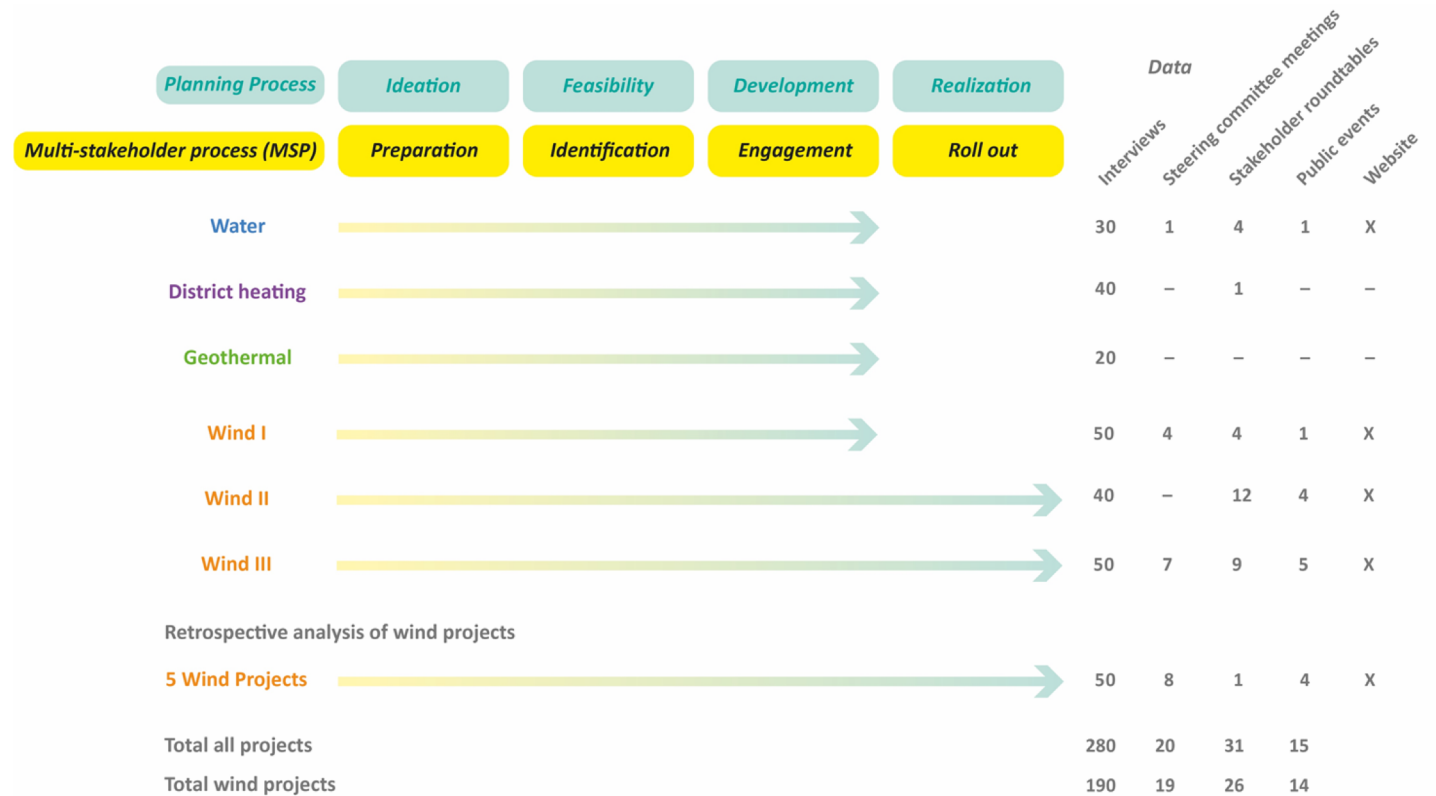 Data
Planning Process Ideation Feasibility Development Realization
Multi-stakeholder process (MSP) Preparation Identification Engagement Roll out
Interviews
Steering committee meetings
Stakeholder roundtables
Public events
Website
Water 30 1 4 1 X
District heating 40 – 1 – –
Geothermal 20 – – – –
Wind I 50 4 4 1 X
Wind II 40 – 12 4 X
Wind III 50 7 9 5 X
Retrospective analysis of wind projects
5 Wind Projects 50 8 1 4 X
Total all projects 280 20 31 15
Total wind projects 190 19 26 14